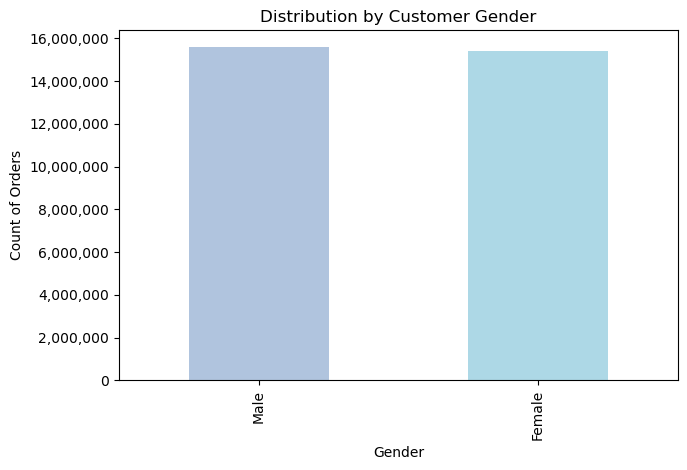 Distribution by Customer Gender
16,000,000
14,000,000
12,000,000
10,000,000
8,000,000
6,000,000
4,000,000
2,000,000
0
Count of Orders
Male
Female
Gender